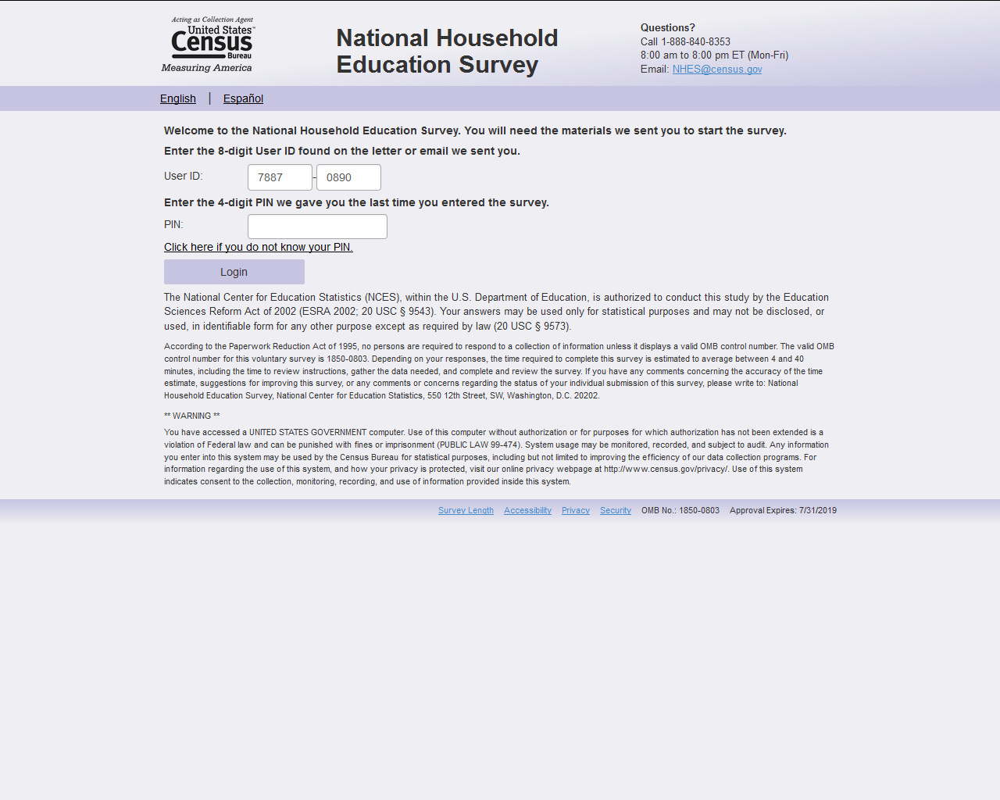 Acting as Collection Agent
United States™
Census
Bureau
Measuring America
National Household
Education Survey
Questions?
Call 1-888-840-8353
8:00 am to 8:00 pm ET (Mon-Fri)
Email: NHES@census.gov
English | Español
Welcome to the National Household Education Survey. You will need the materials we sent you to start the survey.
Enter the 8-digit User ID found on the letter or email we sent you.
User ID: 7887 - 0890
Enter the 4-digit PIN we gave you the last time you entered the survey.
PIN:
Click here if you do not know your PIN.
Login
The National Center for Education Statistics (NCES), within the U.S. Department of Education, is authorized to conduct this study by the Education
Sciences Reform Act of 2002 (ESRA 2002; 20 USC § 9543). Your answers may be used only for statistical purposes and may not be disclosed, or
used, in identifiable form for any other purpose except as required by law (20 USC § 9573).
According to the Paperwork Reduction Act of 1995, no persons are required to respond to a collection of information unless it displays a valid OMB control number. The valid OMB
control number for this voluntary survey is 1850-0803. Depending on your responses, the time required to complete this survey is estimated to average between 4 and 40
minutes, including the time to review instructions, gather the data needed, and complete and review the survey. If you have any comments concerning the accuracy of the time
estimate, suggestions for improving this survey, or any comments or concerns regarding the status of your individual submission of this survey, please write to: National
Household Education Survey, National Center for Education Statistics, 550 12th Street, SW, Washington, D.C. 20202.
** WARNING **
You have accessed a UNITED STATES GOVERNMENT computer. Use of this computer without authorization or for purposes for which authorization has not been extended is a
violation of Federal law and can be punished with fines or imprisonment (PUBLIC LAW 99-474). System usage may be monitored, recorded, and subject to audit. Any information
you enter into this system may be used by the Census Bureau for statistical purposes, including but not limited to improving the efficiency of our data collection programs. For
information regarding the use of this system, and how your privacy is protected, visit our online privacy webpage at http://www.census.gov/privacy/. Use of this system
indicates consent to the collection, monitoring, recording, and use of information provided inside this system.
Survey Length Accessibility Privacy Security OMB No.: 1850-0803 Approval Expires: 7/31/2019